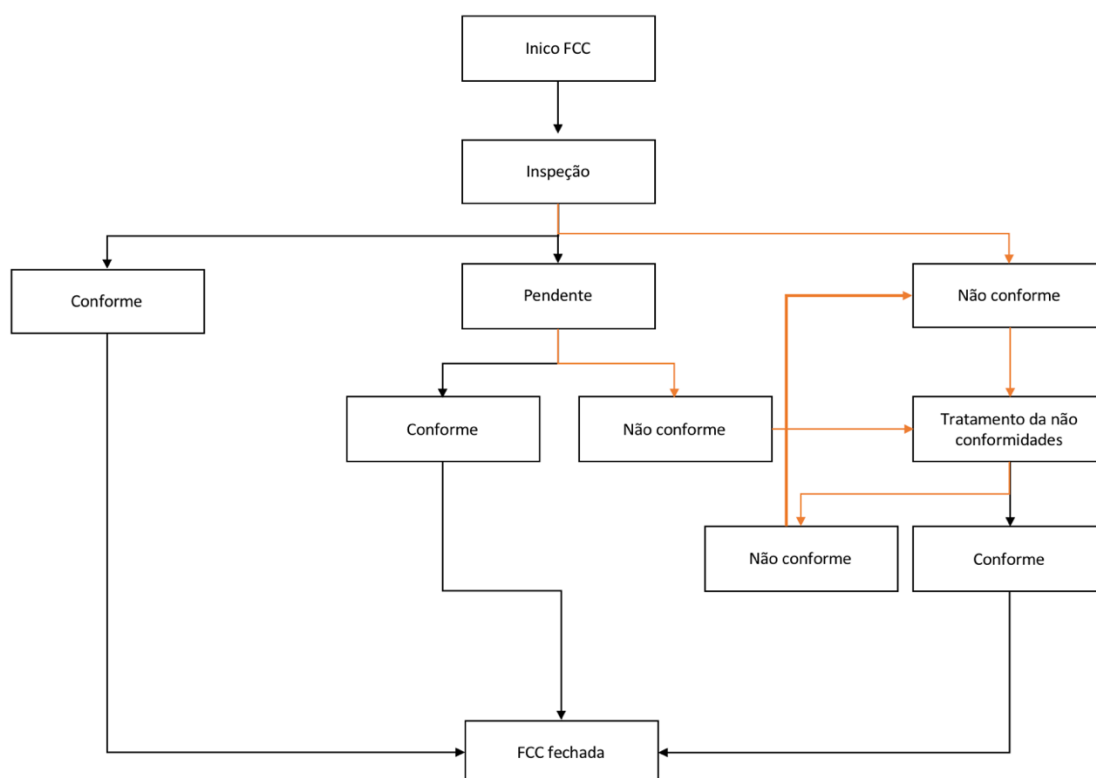 Inico FCC
Inspeção
Conforme
Pendente
Não conforme
Conforme
Não conforme
Tratamento da não
conformidades
Não conforme
Conforme
FCC fechada